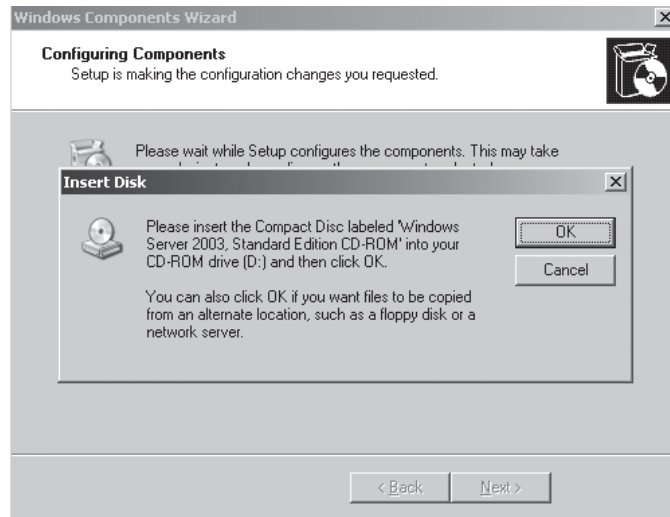 Windows Components Wizard
Configuring Components
Setup is making the configuration changes you requested.
Please wait while Setup configures the components. This may take
Insert Disk
Please insert the Compact Disc labeled 'Windows
Server 2003, Standard Edition CD-ROM' into your
CD-ROM drive (D:) and then click OK.
You can also click OK if you want files to be copied
from an alternate location, such as a floppy disk or a
network server.
OK
Cancel
< Back
Next >